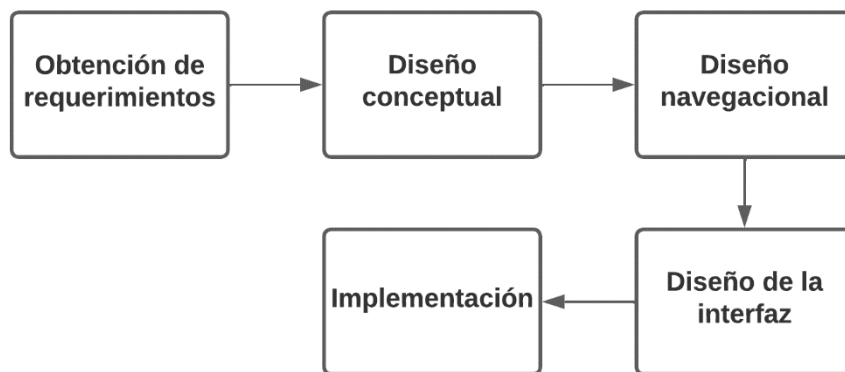 Obtención de
requerimientos
Diseño
conceptual
Diseño
navegacional
Diseño de la
interfaz
Implementación